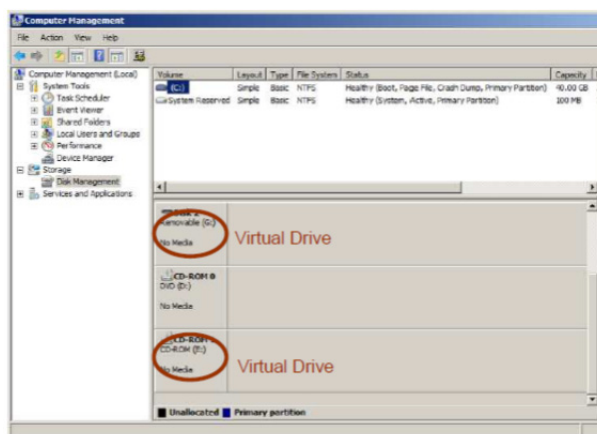 Computer Management
File Action View Help
Computer Management (Local)
System Tools
Task Scheduler
Event Viewer
Shared Folders
Local Users and Groups
Performance
Device Manager
Storage
Disk Management
Services and Applications
Volume Layout Type File System Status Capacity
(C:) Simple Basic NTFS Healthy (Boot, Page File, Crash Dump, Primary Partition) 40.00 GB
System Reserved Simple Basic NTFS Healthy (System, Active, Primary Partition) 100 MB
Removable (G:)
No Media
Virtual Drive
CD-ROM 0
DVD (D:)
No Media
CD-ROM
CD-ROM (E:)
No Media
Virtual Drive
Unallocated Primary partition